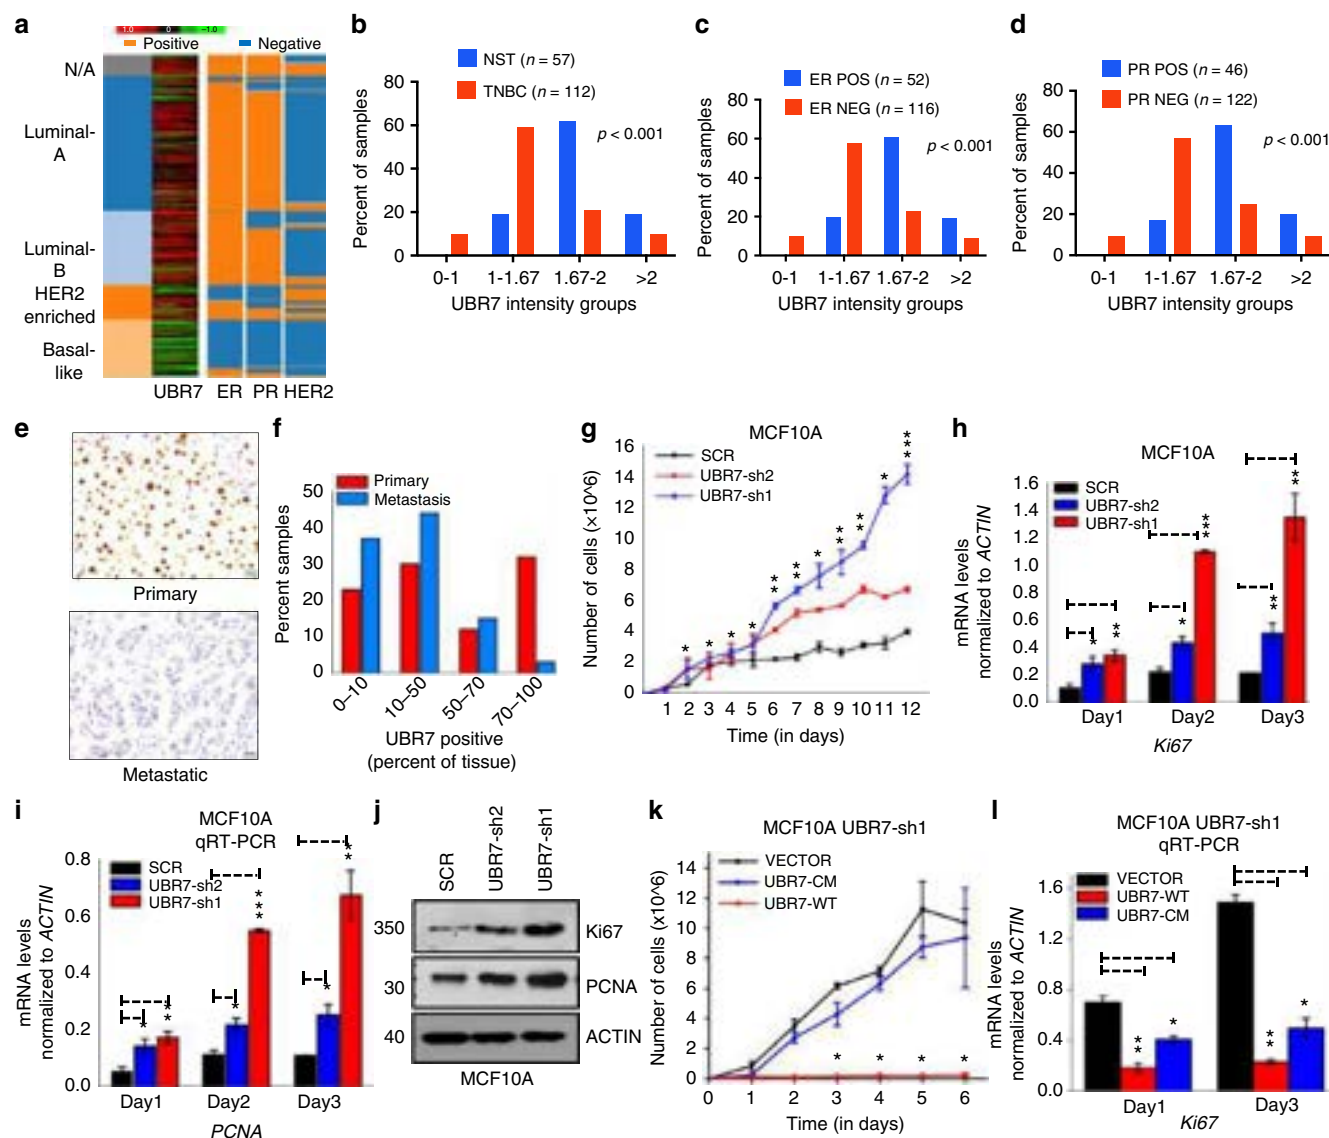 a
1.0 0 −1.0
Positive Negative
N/A
Luminal-
A
Luminal-
B
HER2
enriched
Basal-
like
UBR7 ER PR HER2
b
NST (n = 57)
TNBC (n = 112)
p < 0.001
Percent of samples
80
60
40
20
0
0-1 1-1.67 1.67-2 >2
UBR7 intensity groups
c
ER POS (n = 52)
ER NEG (n = 116)
p < 0.001
Percent of samples
80
60
40
20
0
0-1 1-1.67 1.67-2 >2
UBR7 intensity groups
d
PR POS (n = 46)
PR NEG (n = 122)
p < 0.001
Percent of samples
80
60
40
20
0
0-1 1-1.67 1.67-2 >2
UBR7 intensity groups
e
Primary
Metastatic
f
Primary
Metastasis
Percent samples
50
40
30
20
10
0
0–10 10–50 50–70 70–100
UBR7 positive
(percent of tissue)
g
MCF10A
SCR
UBR7-sh2
UBR7-sh1
Number of cells (×10^6)
16
14
12
10
8
6
4
2
0
* * * * ** ** * ** ** * ***
1 2 3 4 5 6 7 8 9 10 11 12
Time (in days)
h
MCF10A
SCR
UBR7-sh2
UBR7-sh1
mRNA levels
normalized to ACTIN
1.6
1.4
1.2
1.0
0.8
0.6
0.4
0.2
0.0
* ** * *** ** **
Day1 Day2 Day3
Ki67
i
MCF10A
qRT-PCR
SCR
UBR7-sh2
UBR7-sh1
mRNA levels
normalized to ACTIN
0.8
0.6
0.4
0.2
0.0
* ** * *** * **
Day1 Day2 Day3
PCNA
j
SCR UBR7-sh2 UBR7-sh1
350 Ki67
30 PCNA
40 ACTIN
MCF10A
k
MCF10A UBR7-sh1
VECTOR
UBR7-CM
UBR7-WT
Number of cells (x10^6)
14
12
10
8
6
4
2
0
* * * *
0 1 2 3 4 5 6
Time (in days)
l
MCF10A UBR7-sh1
qRT-PCR
VECTOR
UBR7-WT
UBR7-CM
mRNA levels
normalized to ACTIN
1.6
1.2
0.8
0.4
0.0
** * ** *
Day1 Day3
Ki67